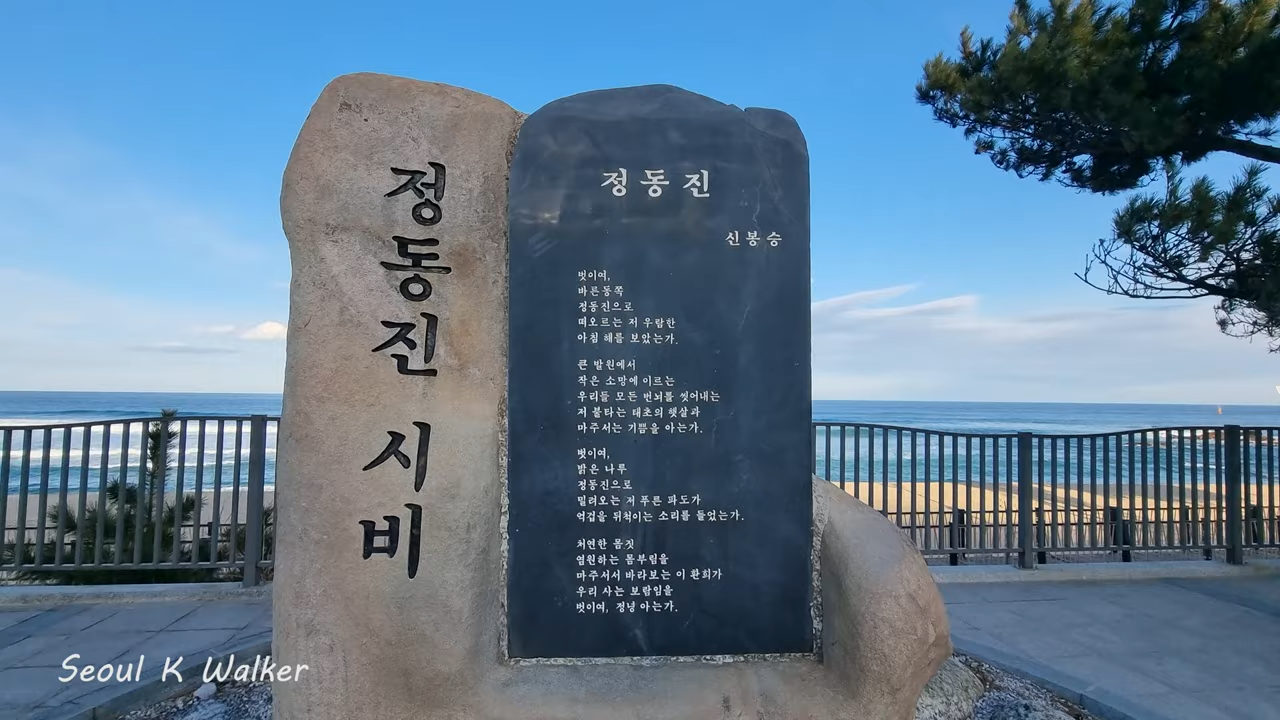 정동진 시비
정동진
신봉승
벗이여,
바른동쪽
정동진으로
떠오르는 저 우람한
아침 해를 보았는가.
큰 발원에서
작은 소망에 이르는
우리들 모든 번뇌를 씻어내는
저 불타는 태초의 햇살과
마주서는 기쁨을 아는가.
벗이여,
밝은 나루
정동진으로
밀려오는 저 푸른 파도가
억겁을 뒤척이는 소리를 들었는가.
처연한 몸짓
염원하는 몸부림을
마주서서 바라보는 이 환희가
우리 사는 보람임을
벗이여, 정녕 아는가.
Seoul K Walker